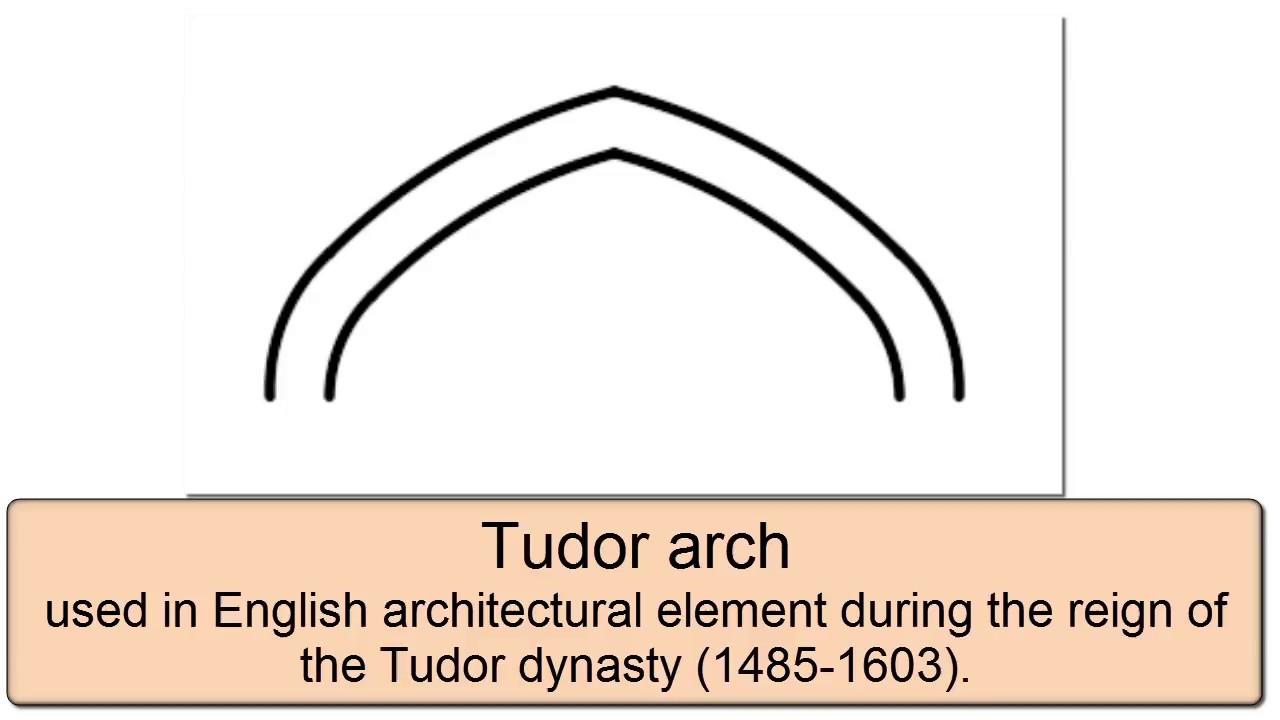 Tudor arch
used in English architectural element during the reign of
the Tudor dynasty (1485-1603).